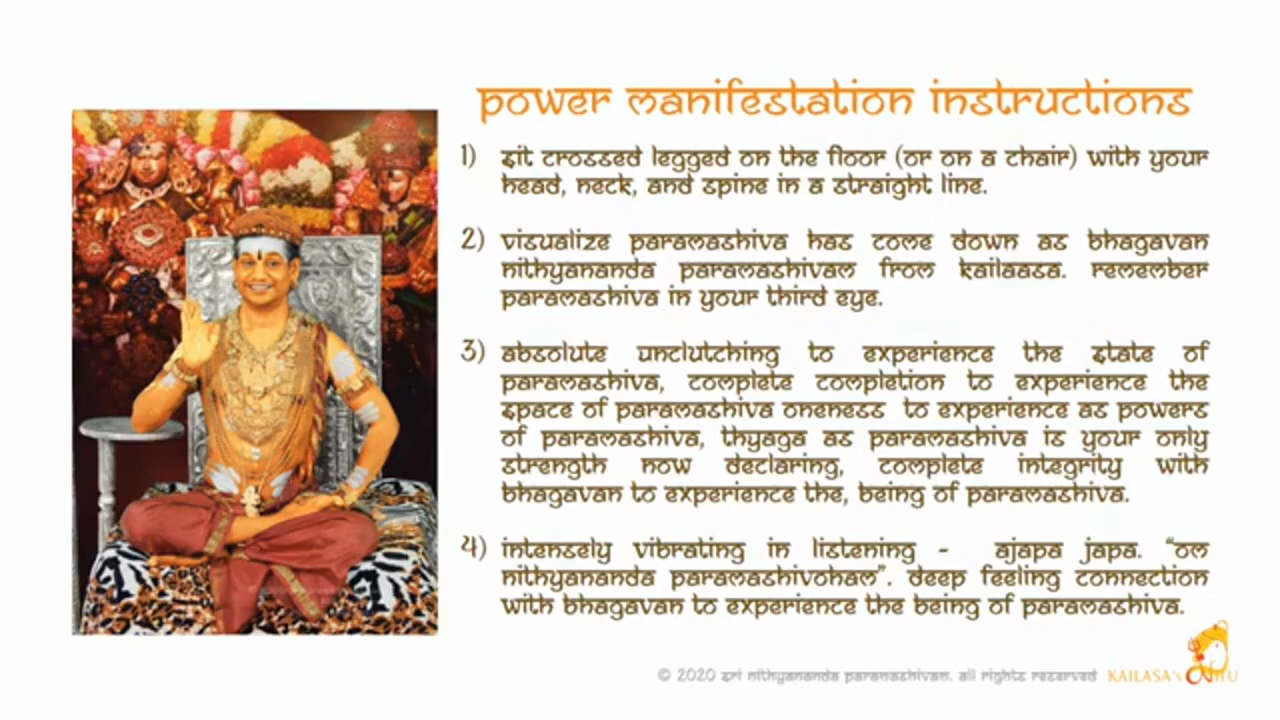 power manifestation instructions
1) sit crossed legged on the floor (or on a chair) with your
head, neck, and spine in a straight line.
2) visualize paramashiva has come down as bhagavan
nithyananda paramashivam from kailaasa. remember
paramashiva in your third eye.
3) absolute unclutching to experience the state of
paramashiva, complete completion to experience the
space of paramashiva oneness to experience as powers
of paramashiva, thyaga as paramashiva is your only
strength now declaring, complete integrity with
bhagavan to experience the, being of paramashiva.
4) intensely vibrating in listening - ajapa japa. “om
nithyananda paramashivoham”. deep feeling connection
with bhagavan to experience the being of paramashiva.
© 2020 sri nithyananda paramashivam. all rights reserved KAILASA's